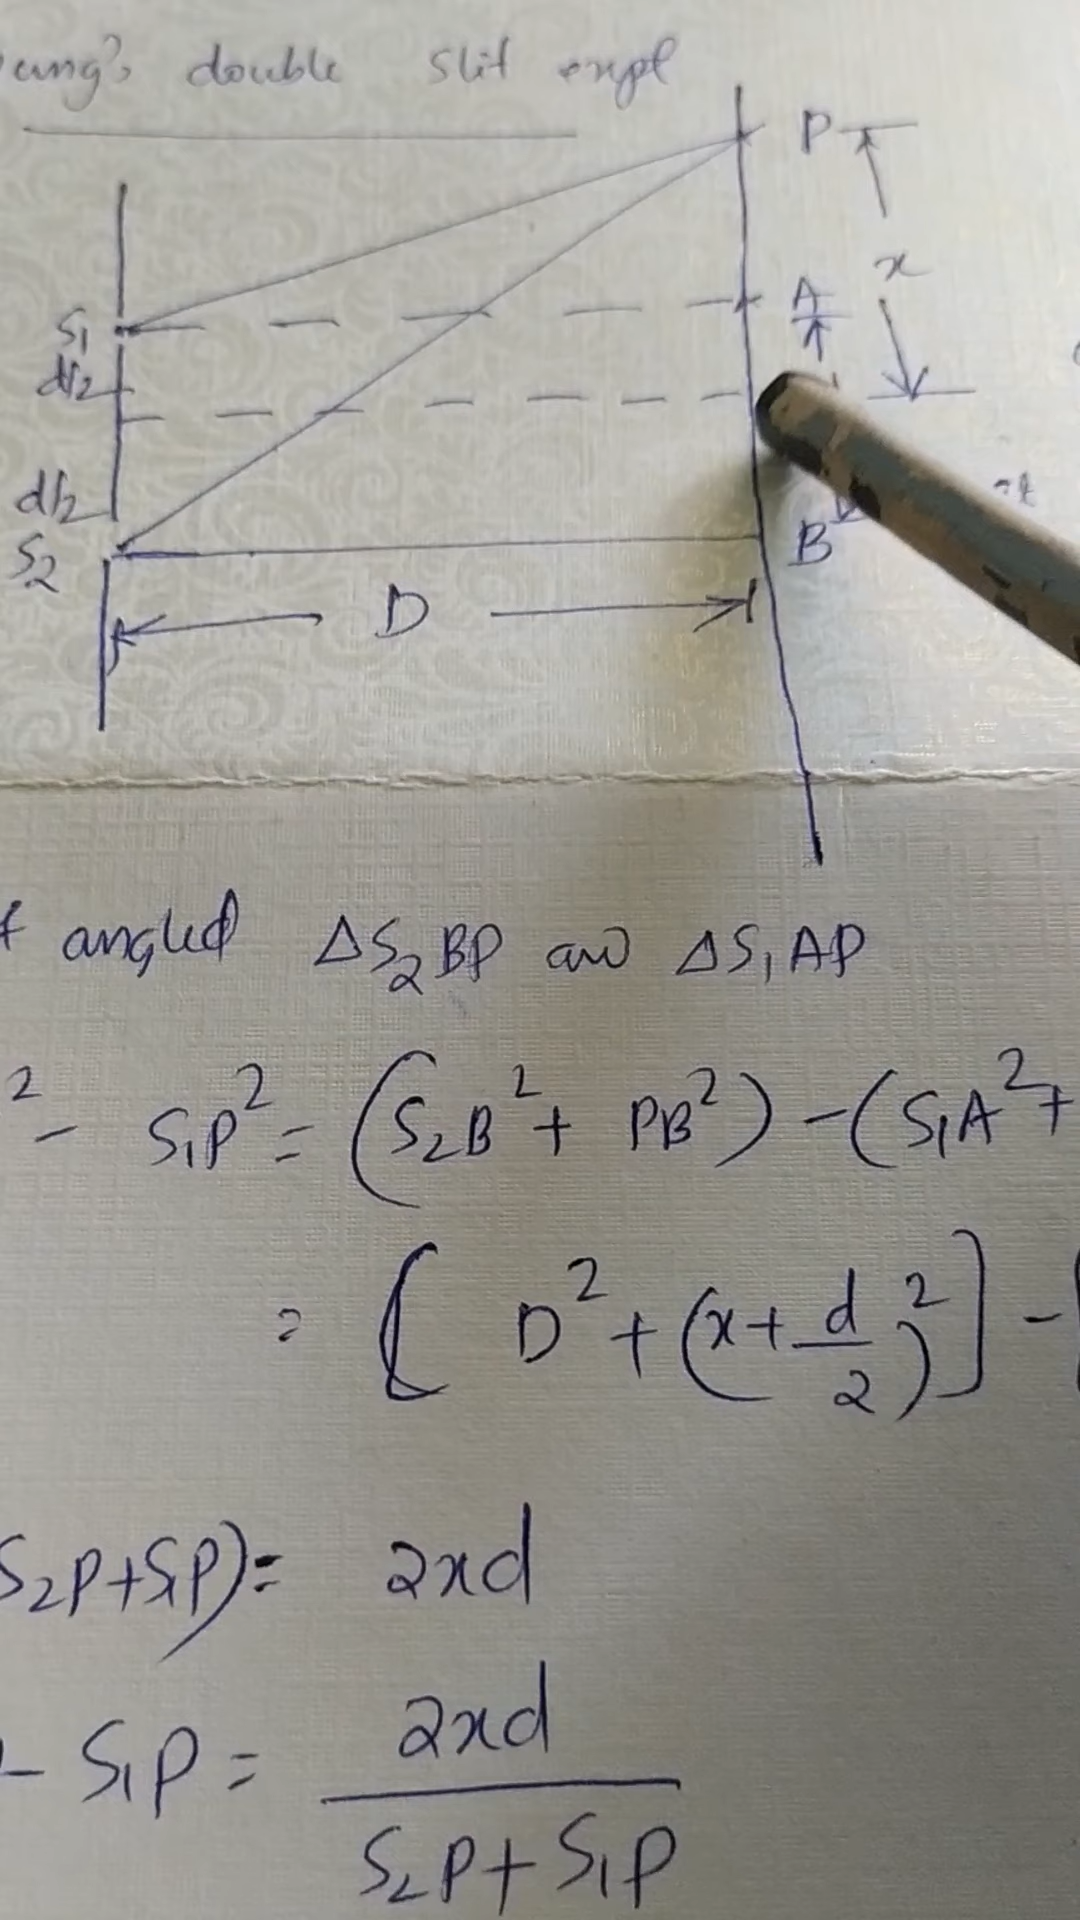 double slit expt
P
x
A
S₁
d/2
d/2
S₂
B
D
angled ΔS₂BP and ΔS₁AP
² - S₁P² = (S₂B² + PB²) - (S₁A² +
= [ D² + (x + d/2)² ] -
S₂P + S₁P) = 2xd
- S₁P = 2xd / S₂P + S₁P